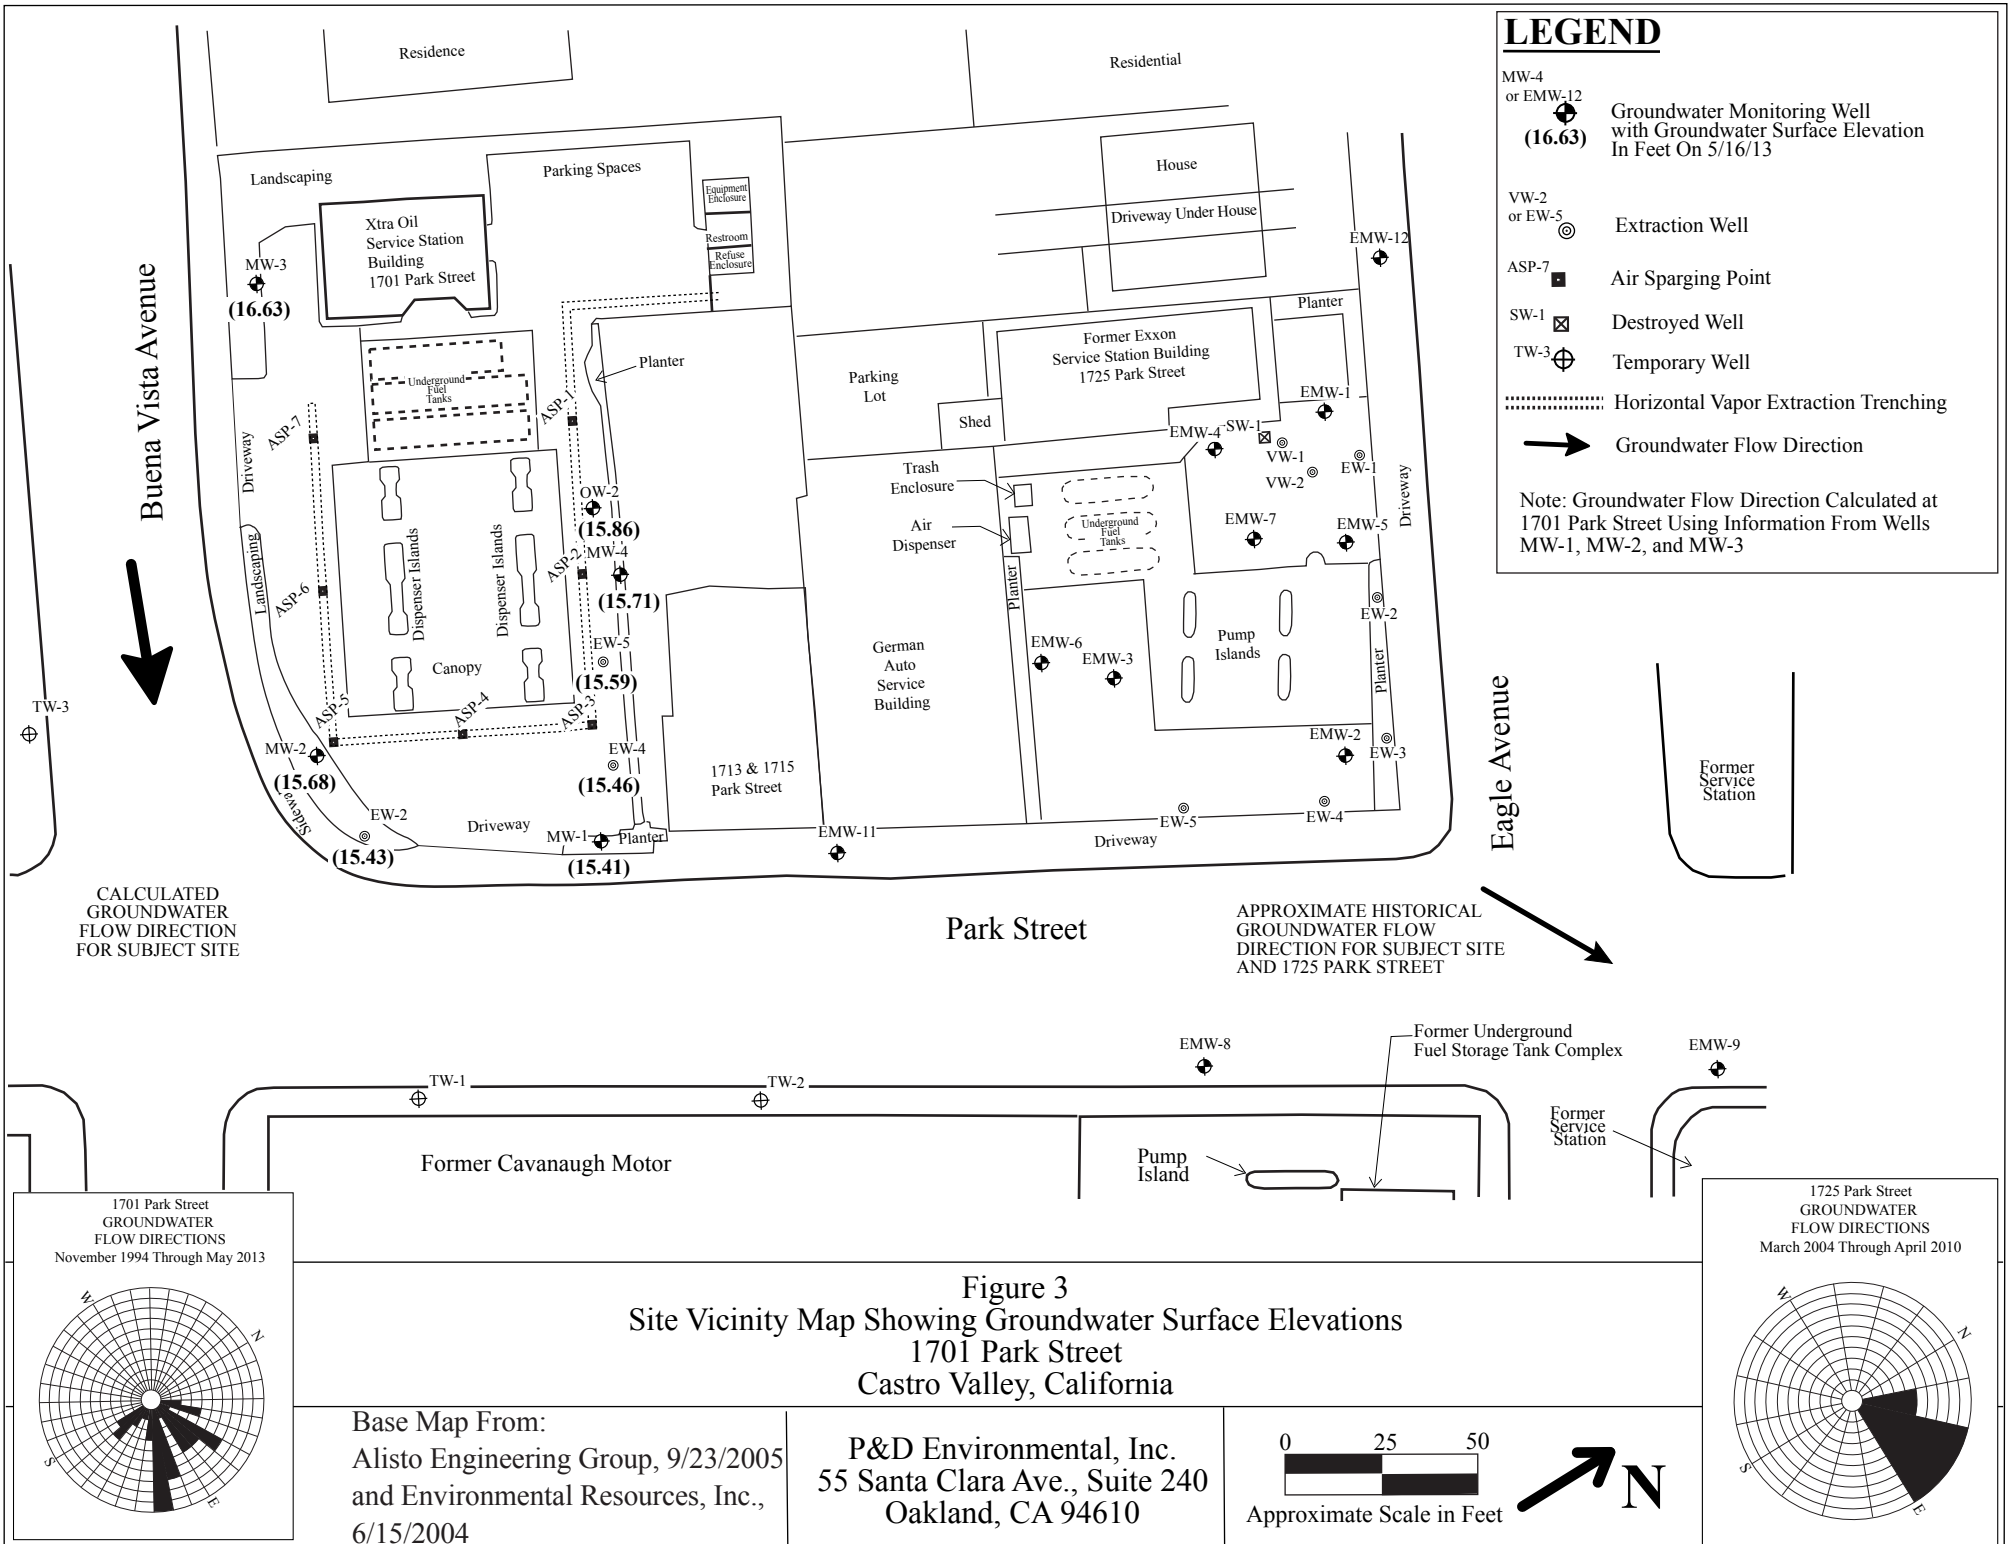 Residence
Residential
LEGEND
MW-4
or EMW-12
(16.63)
Groundwater Monitoring Well
with Groundwater Surface Elevation
In Feet On 5/16/13
VW-2
or EW-5
Extraction Well
ASP-7
Air Sparging Point
SW-1
Destroyed Well
TW-3
Temporary Well
Horizontal Vapor Extraction Trenching
Groundwater Flow Direction
Note: Groundwater Flow Direction Calculated at
1701 Park Street Using Information From Wells
MW-1, MW-2, and MW-3
Landscaping
Parking Spaces
Equipment
Enclosure
Restroom
Refuse
Enclosure
Xtra Oil
Service Station
Building
1701 Park Street
MW-3
(16.63)
House
Driveway Under House
EMW-12
Planter
Buena Vista Avenue
Underground
Fuel
Tanks
Planter
ASP-1
ASP-7
Driveway
Landscaping
ASP-6
Dispenser Islands
Dispenser Islands
OW-2
(15.86)
ASP-2
MW-4
(15.71)
EW-5
(15.59)
Canopy
ASP-5
ASP-4
ASP-3
MW-2
(15.68)
EW-4
(15.46)
EW-2
(15.43)
Driveway
MW-1
Planter
(15.41)
TW-3
Parking
Lot
Shed
Former Exxon
Service Station Building
1725 Park Street
EMW-1
EMW-4
SW-1
VW-1
VW-2
EW-1
Driveway
Trash
Enclosure
Air
Dispenser
Underground
Fuel
Tanks
EMW-7
EMW-5
Planter
EW-2
EMW-6
EMW-3
Pump
Islands
Planter
German
Auto
Service
Building
1713 & 1715
Park Street
EMW-2
EW-3
EMW-11
EW-5
EW-4
Driveway
Eagle Avenue
Former
Service
Station
CALCULATED
GROUNDWATER
FLOW DIRECTION
FOR SUBJECT SITE
Park Street
APPROXIMATE HISTORICAL
GROUNDWATER FLOW
DIRECTION FOR SUBJECT SITE
AND 1725 PARK STREET
EMW-8
Former Underground
Fuel Storage Tank Complex
EMW-9
TW-1
TW-2
Former
Service
Station
Former Cavanaugh Motor
Pump
Island
1701 Park Street
GROUNDWATER
FLOW DIRECTIONS
November 1994 Through May 2013
W
N
S
E
1725 Park Street
GROUNDWATER
FLOW DIRECTIONS
March 2004 Through April 2010
W
N
S
E
Figure 3
Site Vicinity Map Showing Groundwater Surface Elevations
1701 Park Street
Castro Valley, California
Base Map From:
Alisto Engineering Group, 9/23/2005
and Environmental Resources, Inc.,
6/15/2004
P&D Environmental, Inc.
55 Santa Clara Ave., Suite 240
Oakland, CA 94610
0 25 50
Approximate Scale in Feet
N